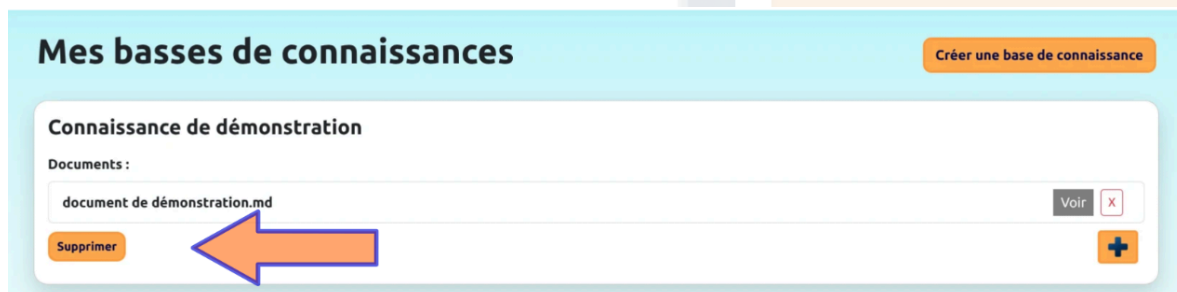 Mes basses de connaissances
Créer une base de connaissance
Connaissance de démonstration
Documents :
document de démonstration.md
Voir
X
Supprimer